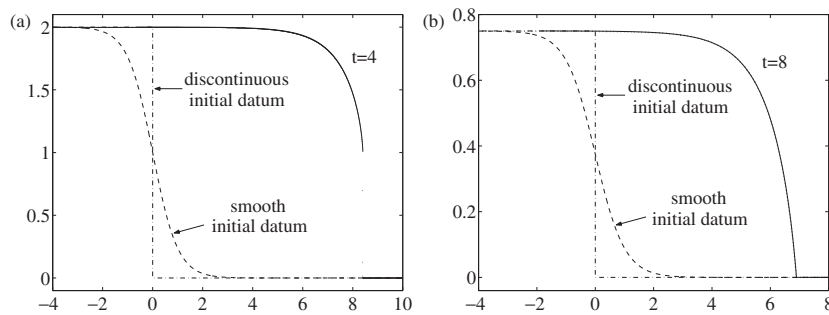 (a)
2
1.5
1
0.5
0
−4 −2 0 2 4 6 8 10
t=4
discontinuous
initial datum
smooth
initial datum
(b)
0.8
0.6
0.4
0.2
0
−4 −2 0 2 4 6 8
t=8
discontinuous
initial datum
smooth
initial datum